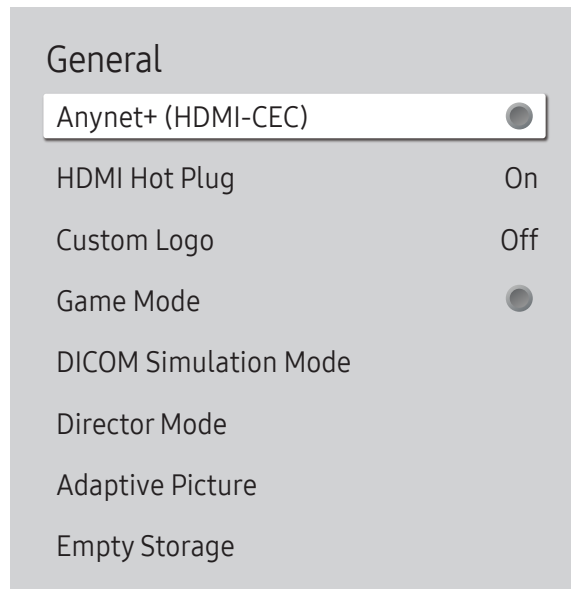 General
Anynet+ (HDMI-CEC)
HDMI Hot Plug On
Custom Logo Off
Game Mode
DICOM Simulation Mode
Director Mode
Adaptive Picture
Empty Storage